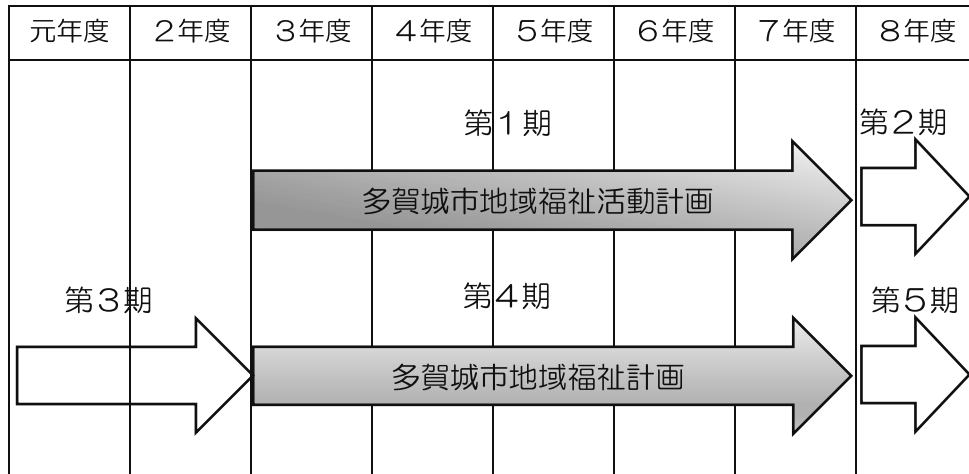 元年度 2年度 3年度 4年度 5年度 6年度 7年度 8年度
第1期 第2期
多賀城市地域福祉活動計画
第3期 第4期 第5期
多賀城市地域福祉計画